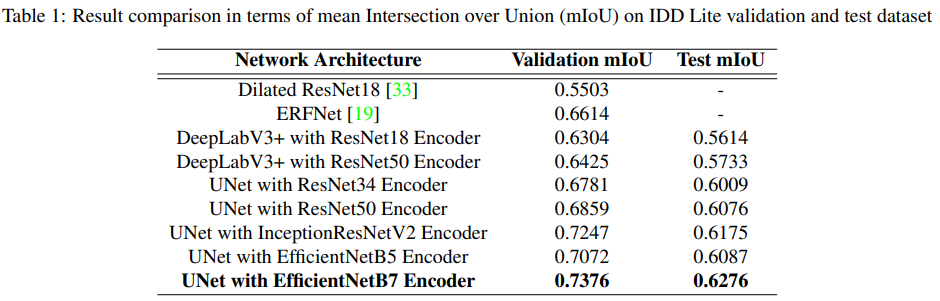 Table 1: Result comparison in terms of mean Intersection over Union (mIoU) on IDD Lite validation and test dataset
Network Architecture Validation mIoU Test mIoU
Dilated ResNet18 [33] 0.5503 -
ERFNet [19] 0.6614 -
DeepLabV3+ with ResNet18 Encoder 0.6304 0.5614
DeepLabV3+ with ResNet50 Encoder 0.6425 0.5733
UNet with ResNet34 Encoder 0.6781 0.6009
UNet with ResNet50 Encoder 0.6859 0.6076
UNet with InceptionResNetV2 Encoder 0.7247 0.6175
UNet with EfficientNetB5 Encoder 0.7072 0.6087
UNet with EfficientNetB7 Encoder 0.7376 0.6276